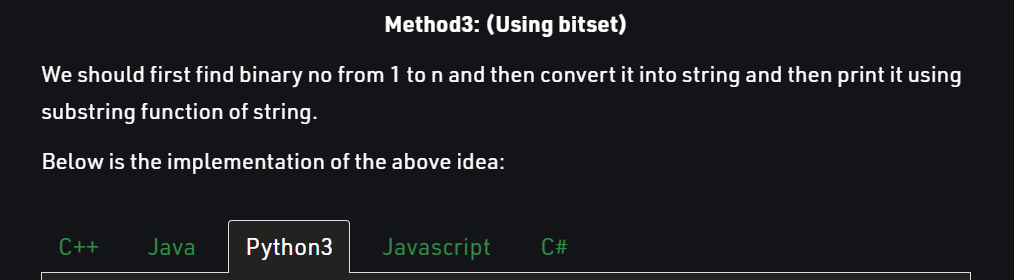 Method3: (Using bitset)
We should first find binary no from 1 to n and then convert it into string and then print it using
substring function of string.
Below is the implementation of the above idea:
C++ Java Python3 Javascript C#